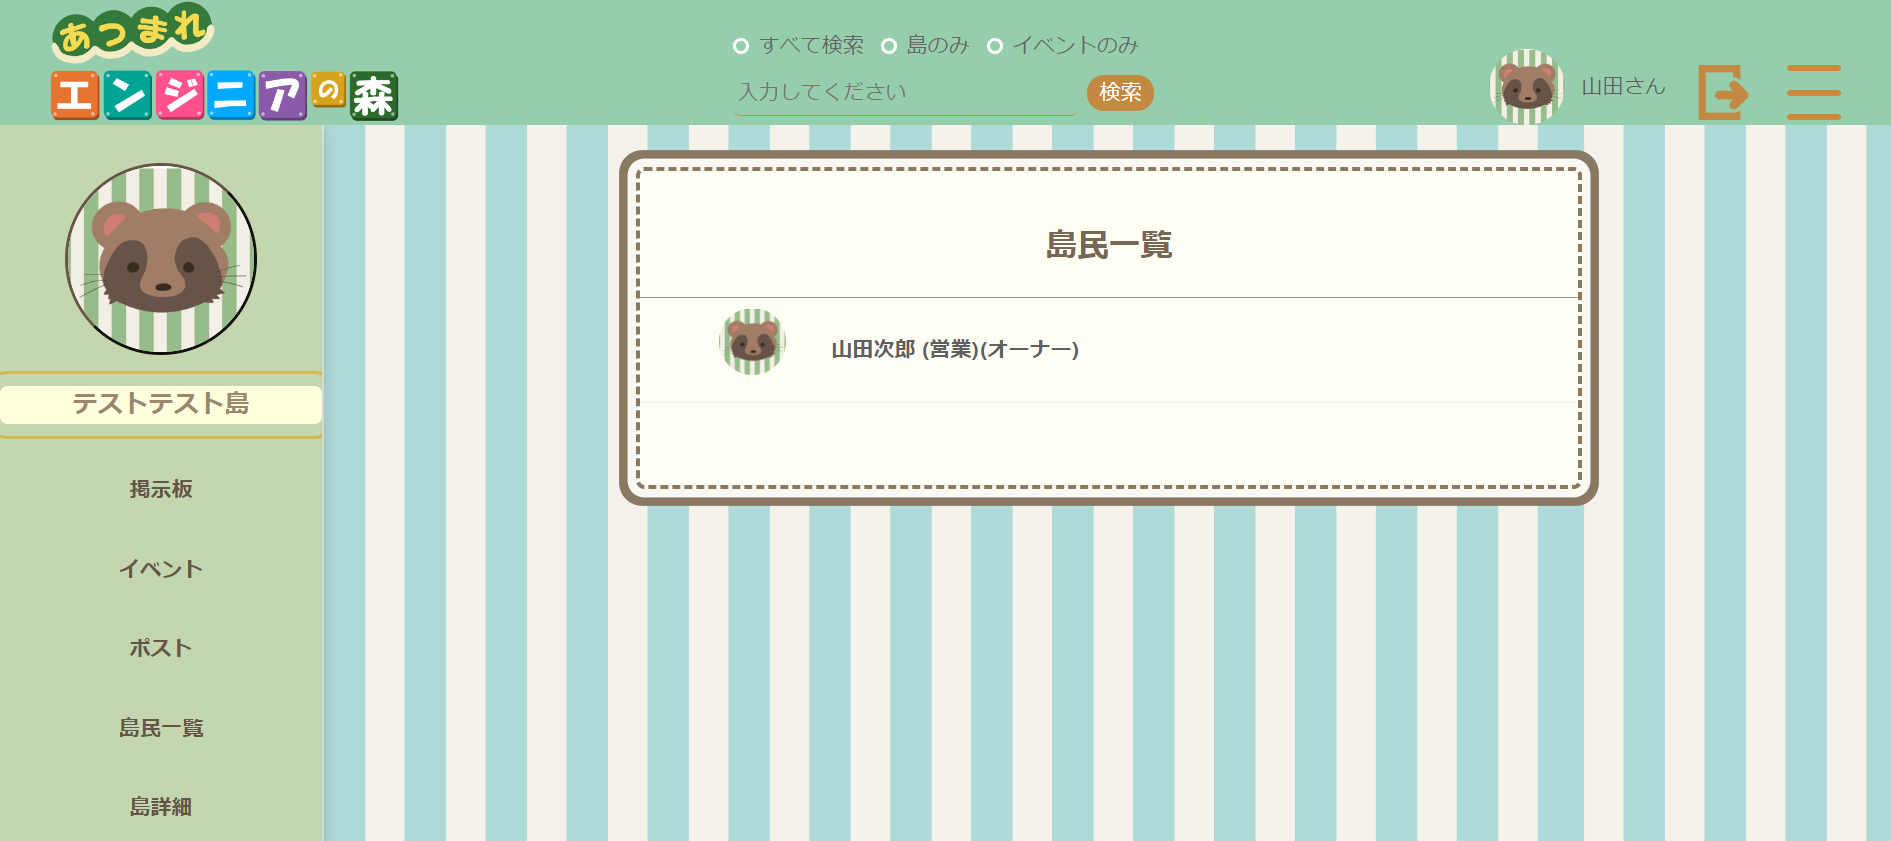 あつまれ
エンジニアの森
すべて検索 島のみ イベントのみ
入力してください 検索
山田さん
テストテスト島
掲示板
イベント
ポスト
島民一覧
島詳細
島民一覧
山田次郎 (営業)(オーナー)